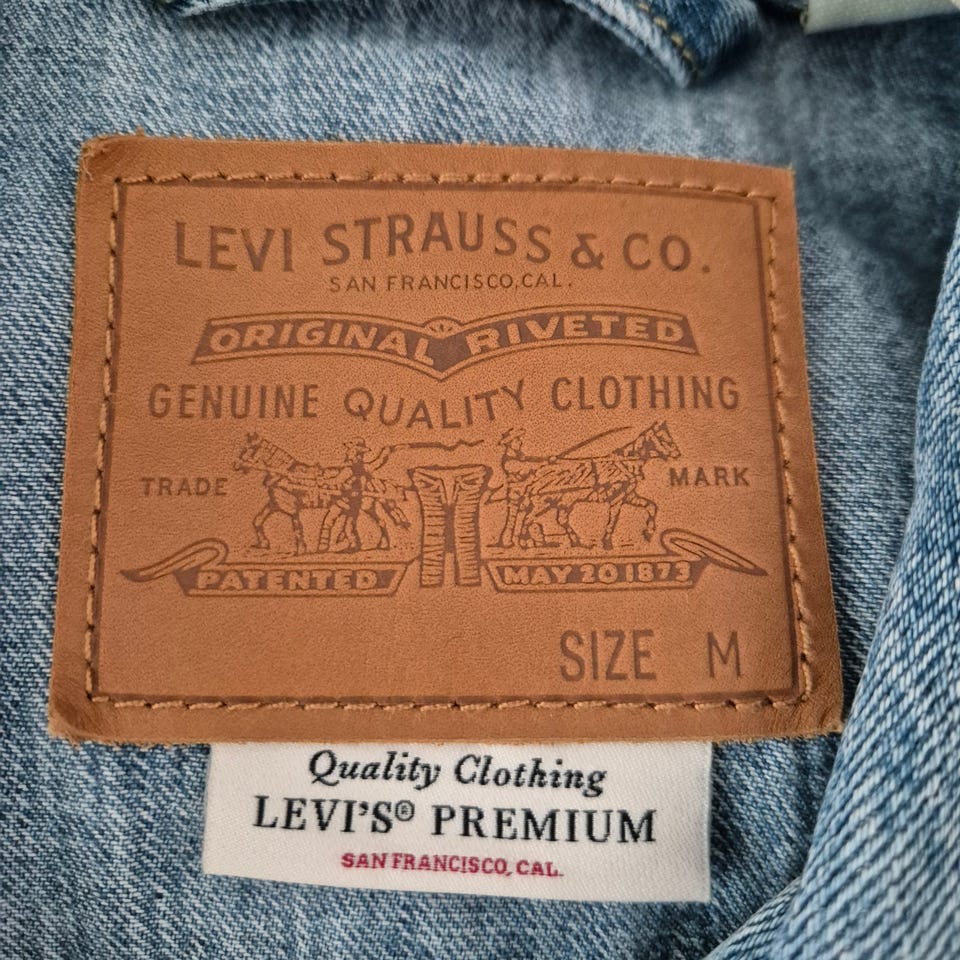 LEVI STRAUSS & CO.
SAN FRANCISCO, CAL.
ORIGINAL RIVETED
GENUINE QUALITY CLOTHING
TRADE MARK
PATENTED MAY 20 1873
SIZE M
Quality Clothing
LEVI'S® PREMIUM
SAN FRANCISCO, CAL.